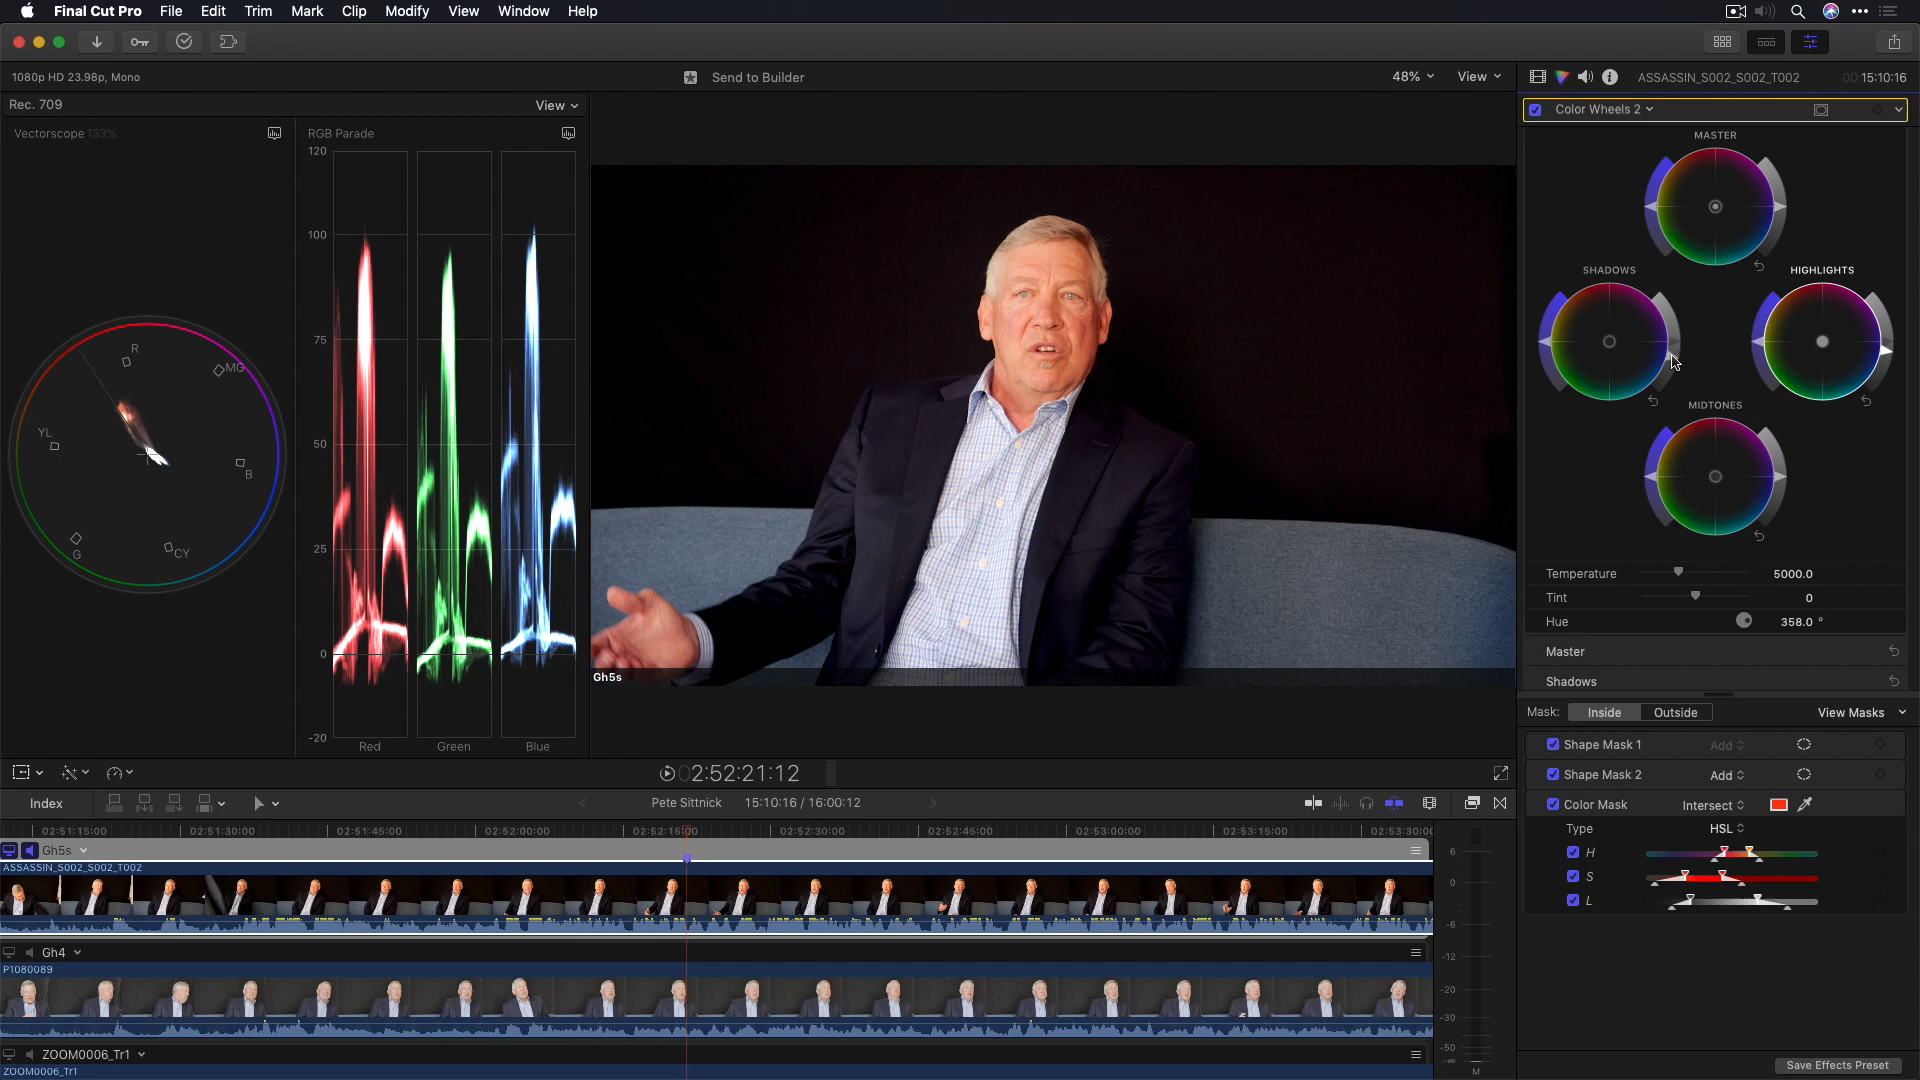 Final Cut Pro File Edit Trim Mark Clip Modify View Window Help
1080p HD 23.98p, Mono
Send to Builder
48% View
ASSASSIN_S002_S002_T002
00:15:10:16
Rec. 709
View
Vectorscope 133%
RGB Parade
R
MG
YL
B
G
CY
120
100
75
50
25
0
-20
Red
Green
Blue
Gh5s
Color Wheels 2
MASTER
SHADOWS
HIGHLIGHTS
MIDTONES
Temperature 5000.0
Tint 0
Hue 358.0 °
Master
Shadows
Mask: Inside Outside View Masks
Shape Mask 1 Add
Shape Mask 2 Add
Color Mask Intersect
Type HSL
H
S
L
Save Effects Preset
02:52:21:12
Index
Pete Sittnick 15:10:16 / 16:00:12
02:51:15:00 02:51:30:00 02:51:45:00 02:52:00:00 02:52:15:00 02:52:30:00 02:52:45:00 02:53:00:00 02:53:15:00 02:53:30:00
Gh5s
ASSASSIN_S002_S002_T002
Gh4
P1080089
ZOOM0006_Tr1
ZOOM0006_Tr1
6
0
-6
-12
-20
-30
-50
-∞
M